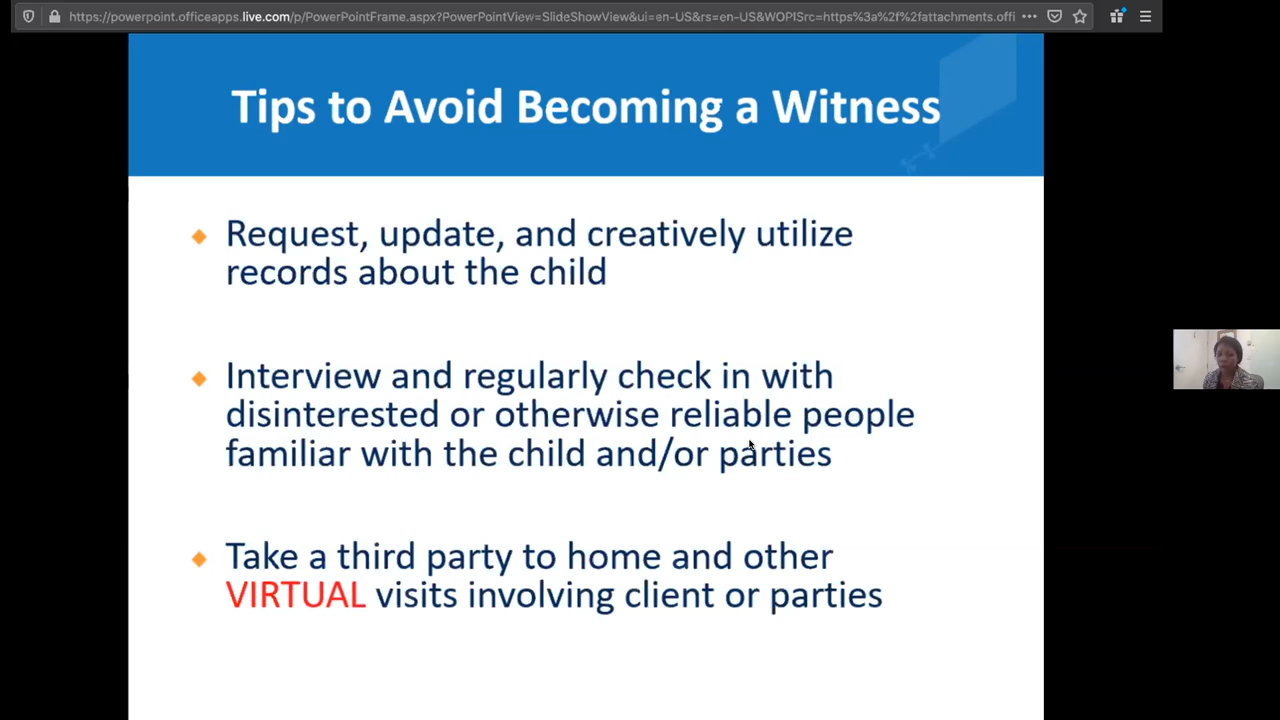 https://powerpoint.officeapps.live.com/p/PowerPointFrame.aspx?PowerPointView=SlideShowView&ui=en-US&rs=en-US&WOPISrc=https%3a%2f%2fattachments.offi
Tips to Avoid Becoming a Witness
Request, update, and creatively utilize
records about the child
Interview and regularly check in with
disinterested or otherwise reliable people
familiar with the child and/or parties
Take a third party to home and other
VIRTUAL visits involving client or parties